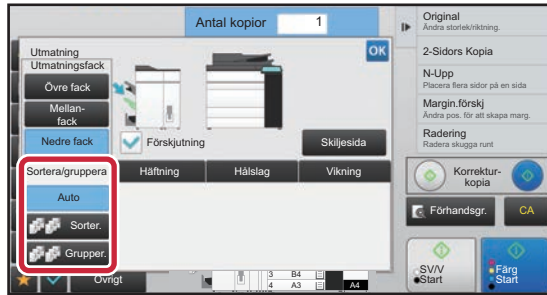 Antal kopior 1
Utmatning
OK
Utmatningsfack
Övre fack
Mellan-
fack
Nedre fack
Förskjutning
Skiljesida
Sortera/gruppera
Häftning
Hålslag
Vikning
Auto
Sorter.
Grupper.
Övrigt
3 B4
4 A3
A4
Original
Ändra storlek/riktning.
2-Sidors Kopia
N-Upp
Placera flera sidor på en sida
Margin.förskj
Ändra pos. för att skapa marg.
Radering
Radera skugga runt
Korrektur-
kopia
Förhandsgr.
CA
SV/V
Start
Färg
Start